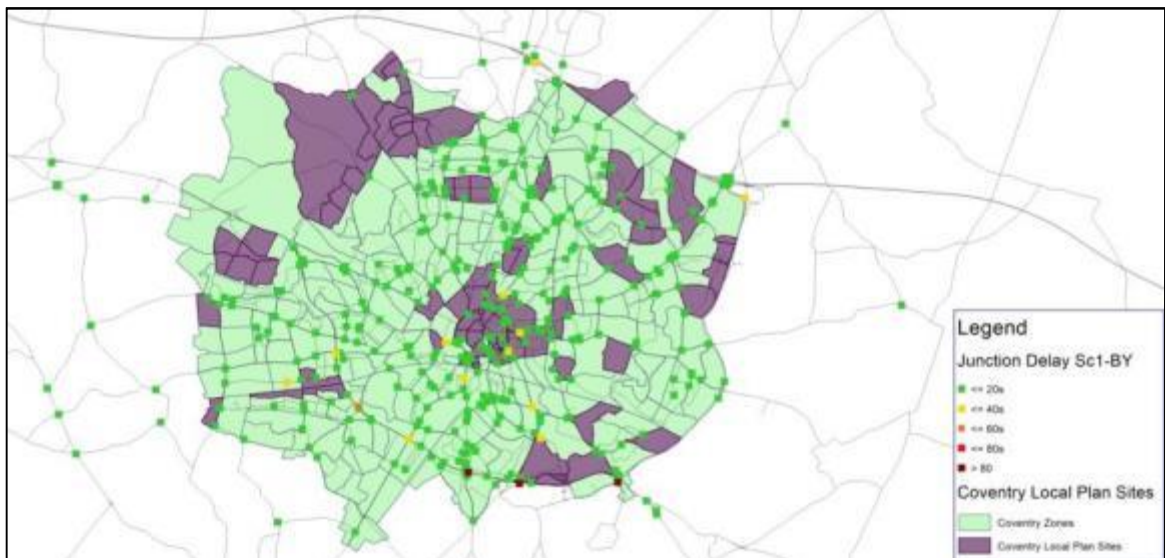 Legend
Junction Delay Sc1-BY
<= 20s
<= 40s
<= 60s
<= 80s
> 80
Coventry Local Plan Sites
Coventry Zones
Coventry Local Plan Sites